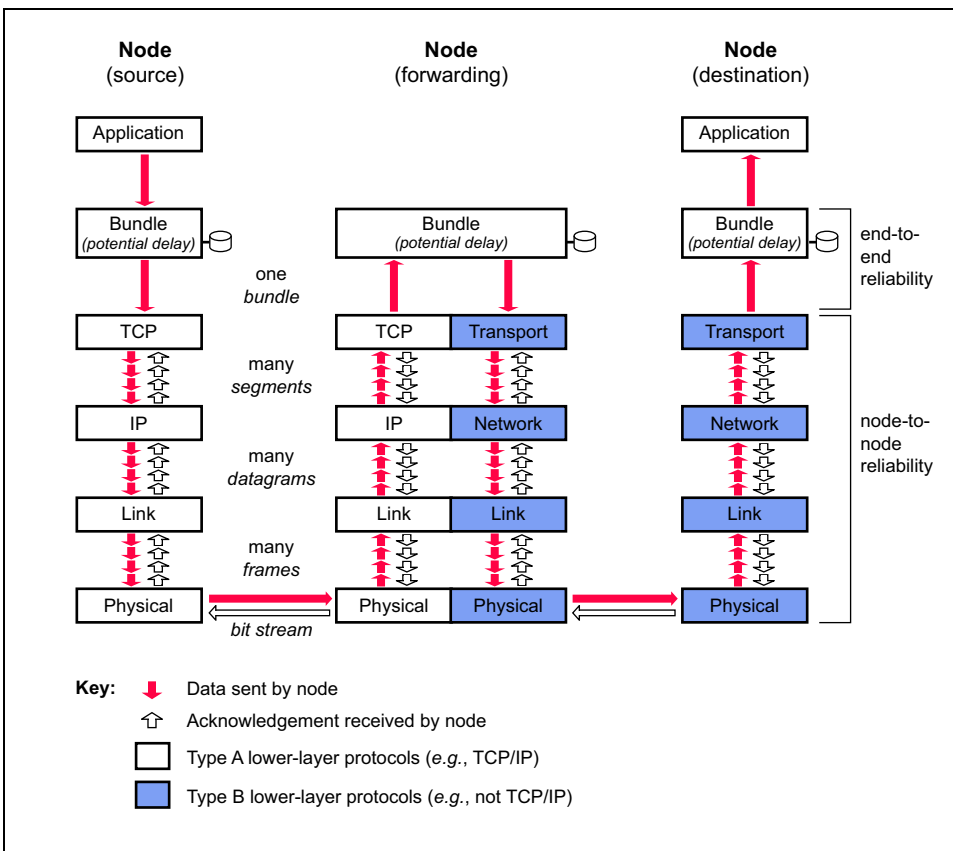 Node Node Node
(source) (forwarding) (destination)
Application Application
Bundle Bundle Bundle
(potential delay) (potential delay) (potential delay)
end-to-
end
reliability
one
bundle
TCP TCP Transport Transport
many
segments
IP IP Network Network
node-to-
node
reliability
many
datagrams
Link Link Link Link
many
frames
Physical Physical Physical Physical
bit stream
Key: Data sent by node
Acknowledgement received by node
Type A lower-layer protocols (e.g., TCP/IP)
Type B lower-layer protocols (e.g., not TCP/IP)